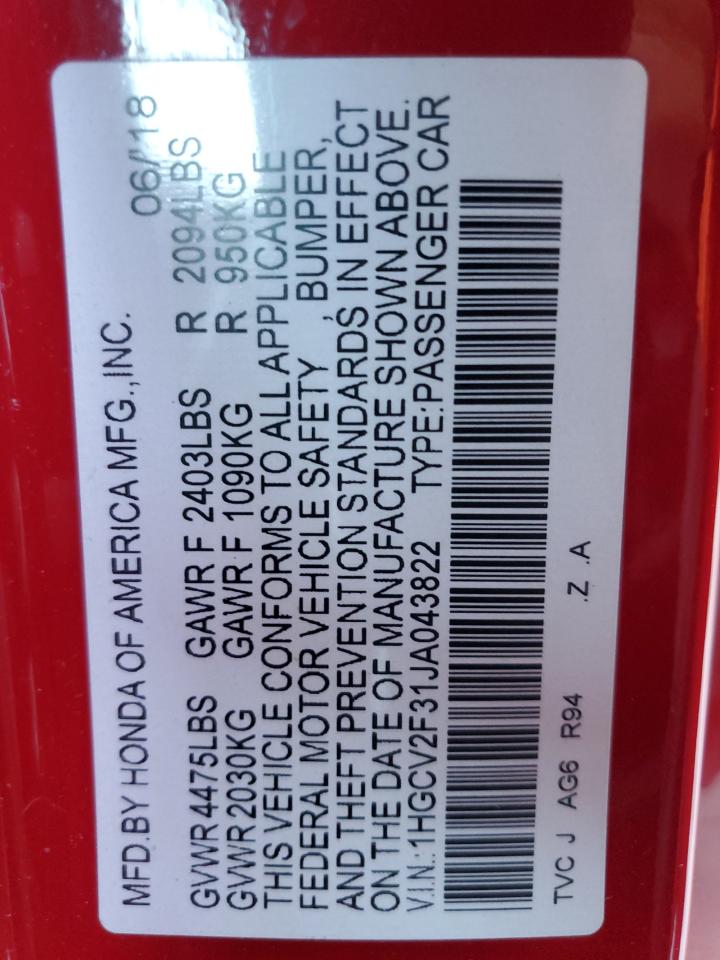 MFD.BY HONDA OF AMERICA MFG.,INC. 06/'18
GVWR 4475LBS GAWR F 2403LBS R 2094LBS
GVWR 2030KG GAWR F 1090KG R 950KG
THIS VEHICLE CONFORMS TO ALL APPLICABLE
FEDERAL MOTOR VEHICLE SAFETY, BUMPER,
AND THEFT PREVENTION STANDARDS IN EFFECT
ON THE DATE OF MANUFACTURE SHOWN ABOVE.
V.I.N.:1HGCV2F31JA043822 TYPE:PASSENGER CAR
TVC J AG6 R94 .Z .A